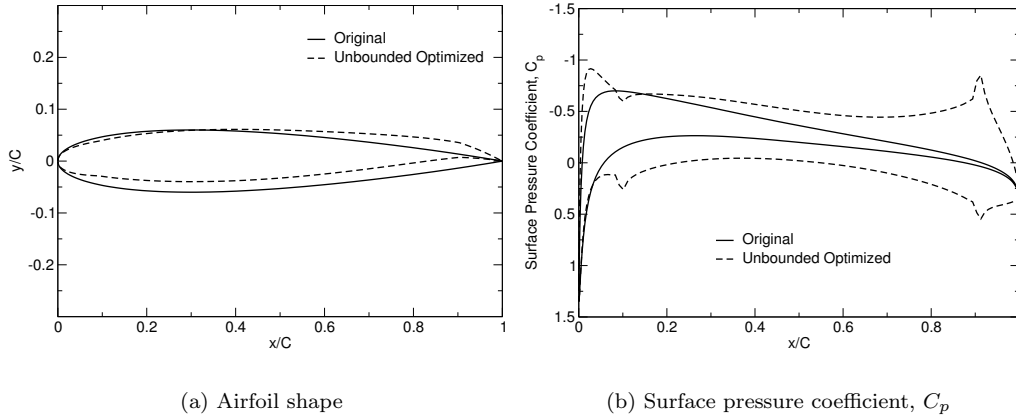 0.2
0.1
0
-0.1
-0.2
y/C
0
0.2
0.4
0.6
0.8
1
x/C
Original
Unbounded Optimized
-1.5
-1
-0.5
0
0.5
1
1.5
Surface Pressure Coefficient, C_p
0
0.2
0.4
0.6
0.8
1
x/C
Original
Unbounded Optimized
(a) Airfoil shape
(b) Surface pressure coefficient, C_p